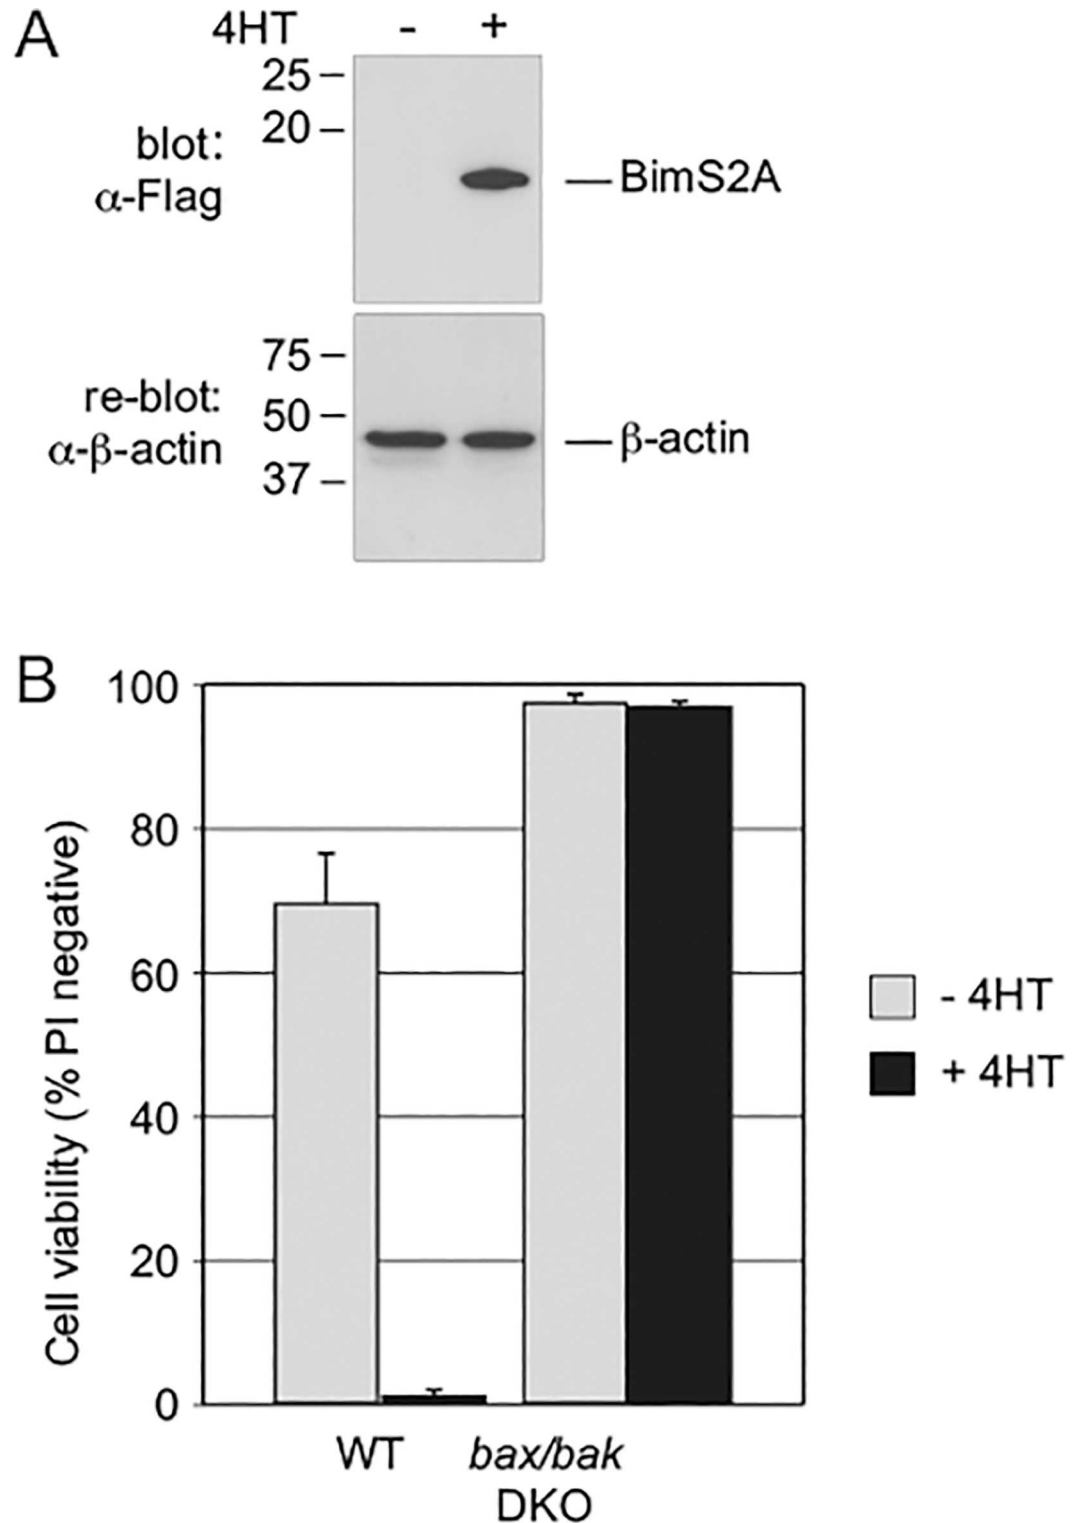 A
4HT - +
25
20
blot:
α-Flag
BimS2A
75
50
37
re-blot:
α-β-actin
β-actin
B
100
80
60
40
20
0
Cell viability (% PI negative)
- 4HT
+ 4HT
WT
bax/bak
DKO